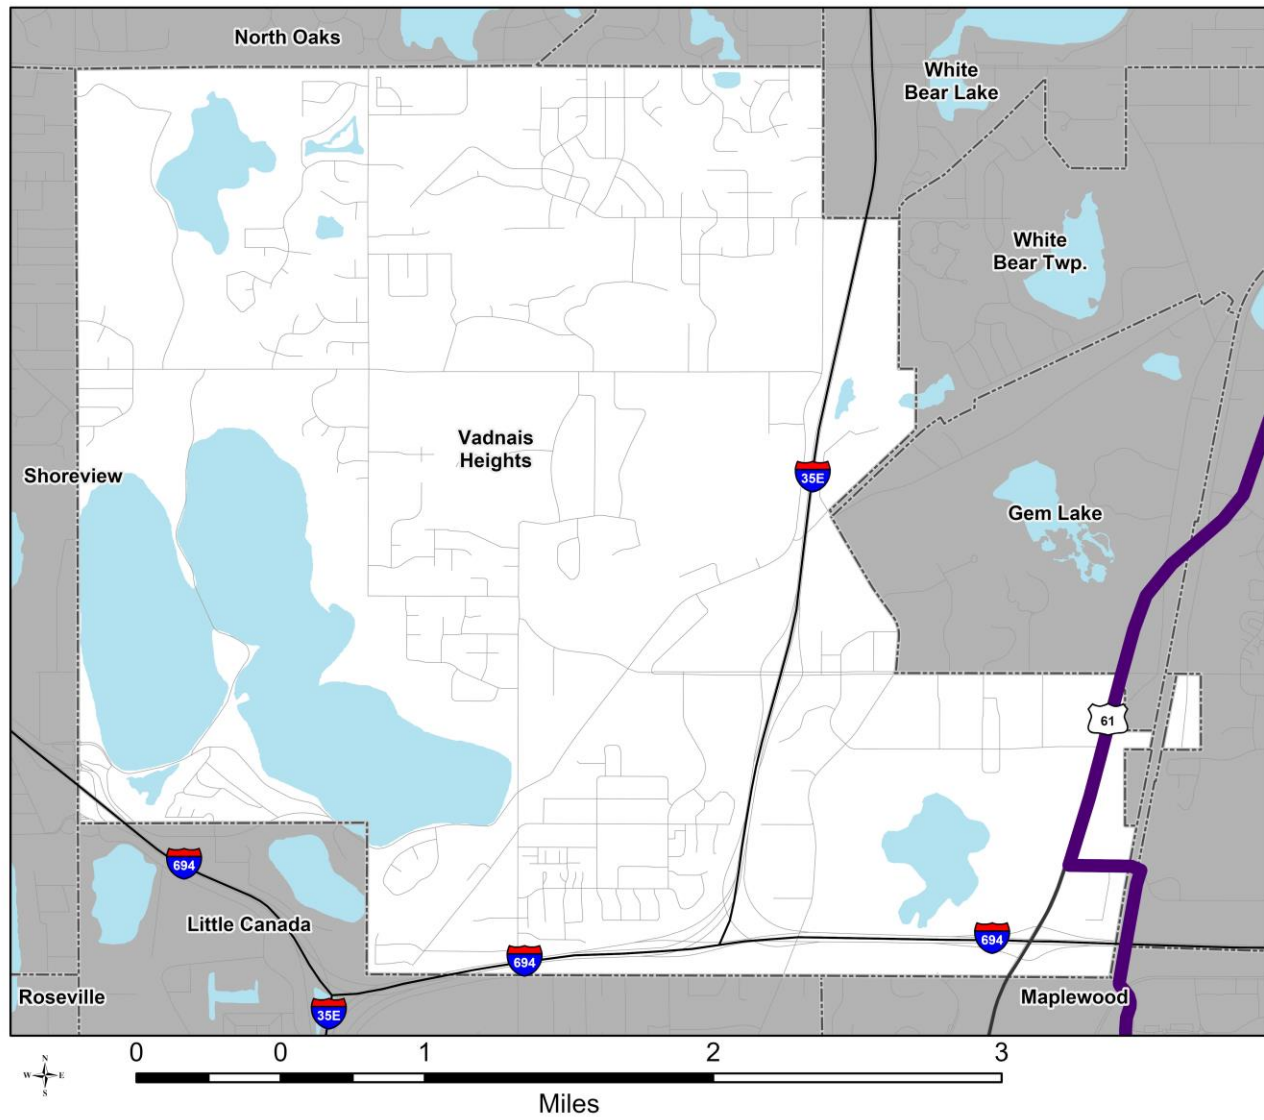 North Oaks
White
Bear Lake
White
Bear Twp.
Vadnais
Heights
Shoreview
35E
Gem Lake
61
694
Little Canada
694
694
Roseville
35E
Maplewood
N
W E
S
0 0 1 2 3
Miles